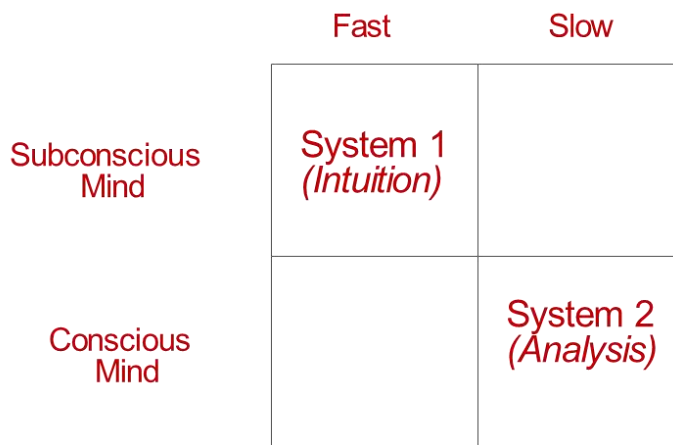 Fast Slow
Subconscious
Mind
System 1
(Intuition)
Conscious
Mind
System 2
(Analysis)